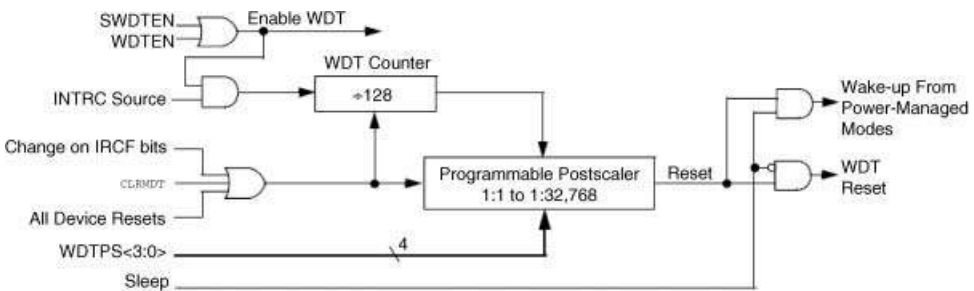 SWDTEN
WDTEN
Enable WDT
WDT Counter
INTRC Source
÷128
Wake-up From
Power-Managed
Modes
Change on IRCF bits
CLRWDT
Programmable Postscaler
1:1 to 1:32,768
Reset
WDT
Reset
All Device Resets
WDTPS<3:0>
4
Sleep